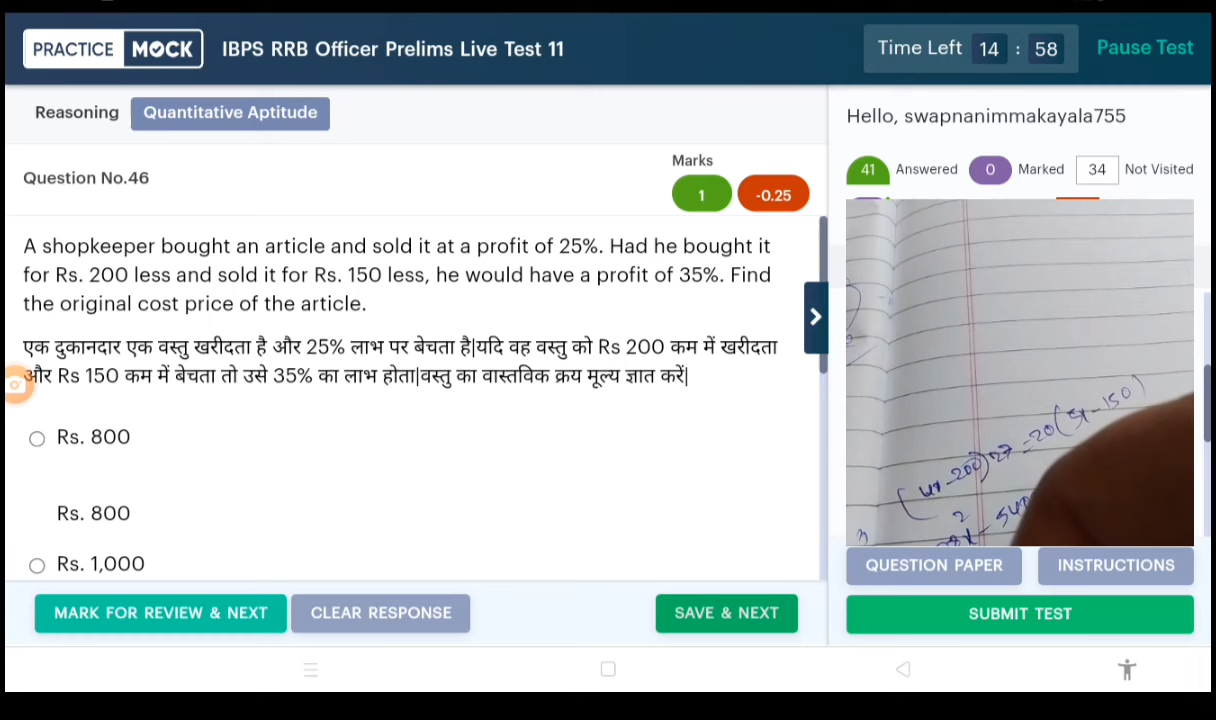 PRACTICE MOCK IBPS RRB Officer Prelims Live Test 11 Time Left 14 : 58 Pause Test
Reasoning Quantitative Aptitude
Hello, swapnanimmakayala755
Question No.46
Marks
1 -0.25
41 Answered 0 Marked 34 Not Visited
A shopkeeper bought an article and sold it at a profit of 25%. Had he bought it
for Rs. 200 less and sold it for Rs. 150 less, he would have a profit of 35%. Find
the original cost price of the article.
एक दुकानदार एक वस्तु खरीदता है और 25% लाभ पर बेचता है|यदि वह वस्तु को Rs 200 कम में खरीदता
और Rs 150 कम में बेचता तो उसे 35% का लाभ होता|वस्तु का वास्तविक क्रय मूल्य ज्ञात करें|
Rs. 800
Rs. 800
Rs. 1,000
(4x-200) 27 = 20(5x-150)
QUESTION PAPER INSTRUCTIONS
MARK FOR REVIEW & NEXT CLEAR RESPONSE SAVE & NEXT
SUBMIT TEST